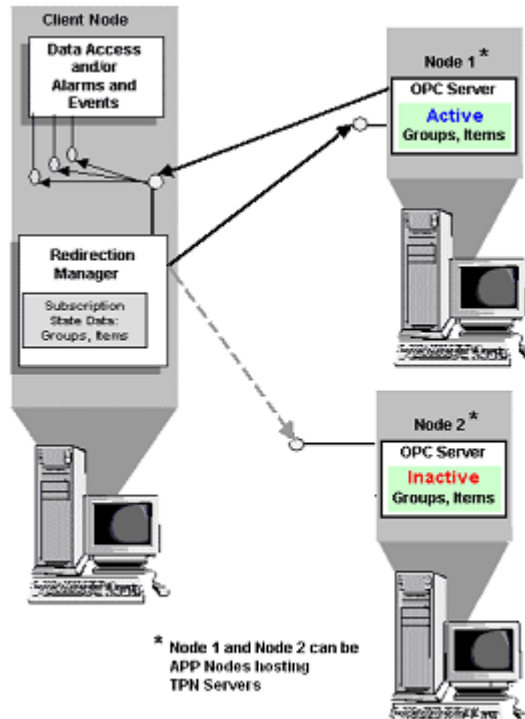 Client Node
Data Access
and/or
Alarms and
Events
Redirection
Manager
Subscription
State Data:
Groups, Items
Node 1 *
OPC Server
Active
Groups, Items
Node 2 *
OPC Server
Inactive
Groups, Items
* Node 1 and Node 2 can be
APP Nodes hosting
TPN Servers